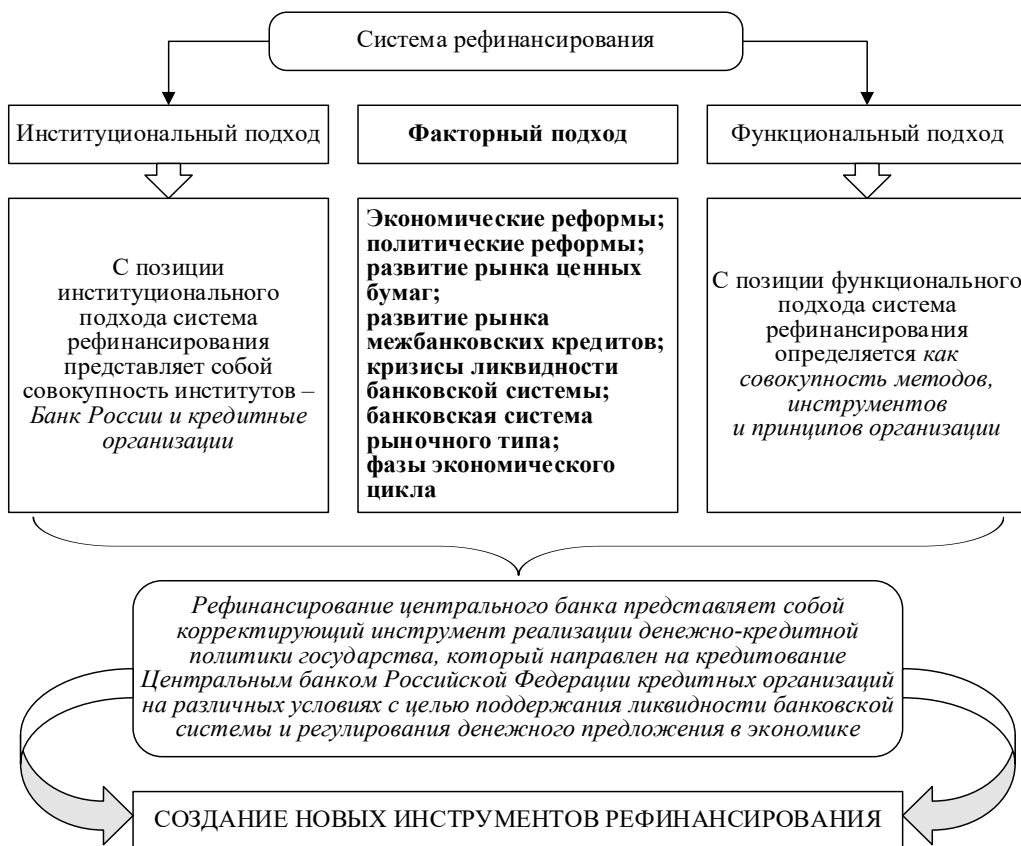 Система рефинансирования
Институциональный подход
Факторный подход
Функциональный подход
С позиции
институционального
подхода система
рефинансирования
представляет собой
совокупность институтов –
Банк России и кредитные
организации
Экономические реформы;
политические реформы;
развитие рынка ценных
бумаг;
развитие рынка
межбанковских кредитов;
кризисы ликвидности
банковской системы;
банковская система
рыночного типа;
фазы экономического
цикла
С позиции функционального
подхода система
рефинансирования
определяется как
совокупность методов,
инструментов
и принципов организации
Рефинансирование центрального банка представляет собой
корректирующий инструмент реализации денежно-кредитной
политики государства, который направлен на кредитование
Центральным банком Российской Федерации кредитных организаций
на различных условиях с целью поддержания ликвидности банковской
системы и регулирования денежного предложения в экономике
СОЗДАНИЕ НОВЫХ ИНСТРУМЕНТОВ РЕФИНАНСИРОВАНИЯ